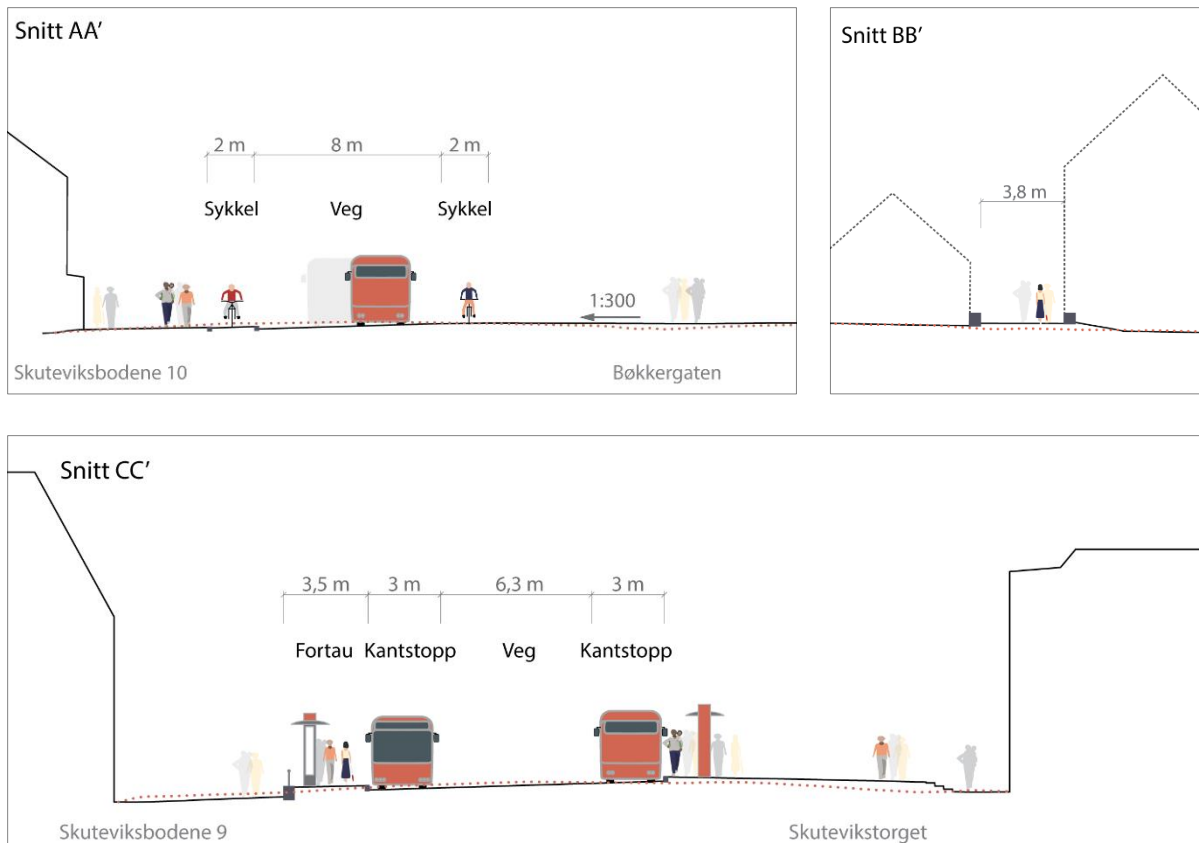 Snitt AA’
2 m 8 m 2 m
Sykkel Veg Sykkel
1:300
Skuteviksbodene 10 Bøkkergaten
Snitt BB’
3,8 m
Snitt CC’
3,5 m 3 m 6,3 m 3 m
Fortau Kantstopp Veg Kantstopp
Skuteviksbodene 9 Skutevikstorget